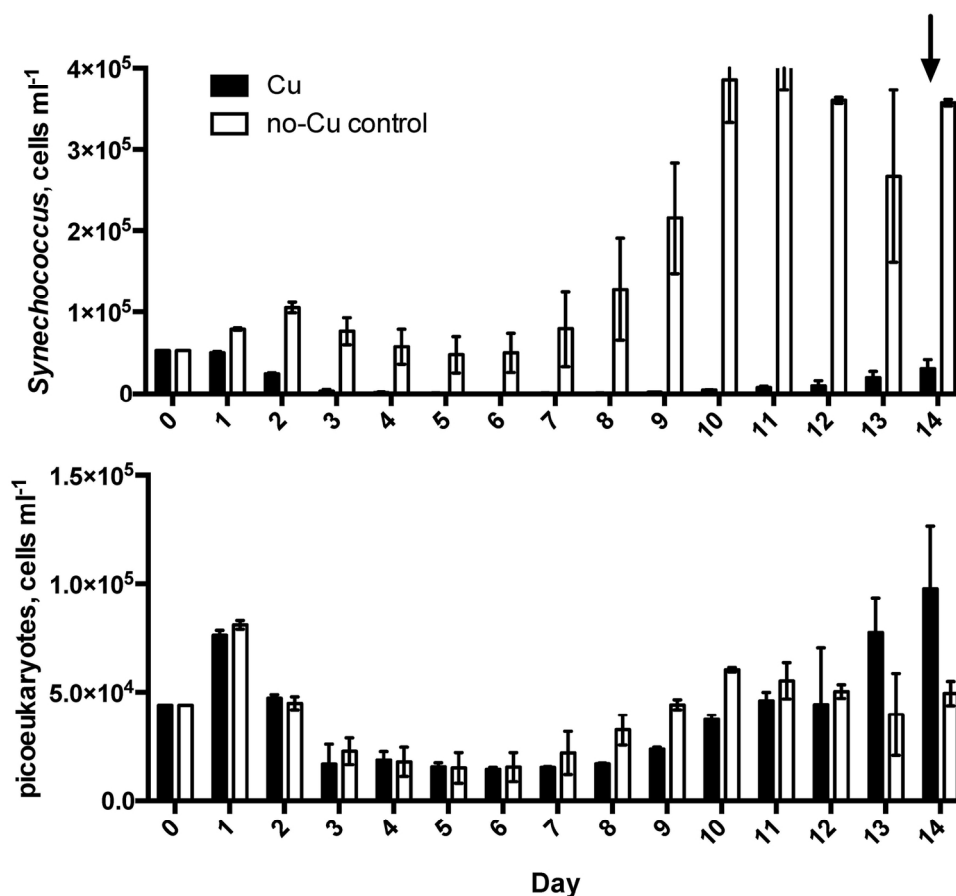 Synechococcus, cells ml⁻¹
4×10⁵
3×10⁵
2×10⁵
1×10⁵
0
Cu
no-Cu control
0 1 2 3 4 5 6 7 8 9 10 11 12 13 14
picoeukaryotes, cells ml⁻¹
1.5×10⁵
1.0×10⁵
5.0×10⁴
0.0
0 1 2 3 4 5 6 7 8 9 10 11 12 13 14
Day